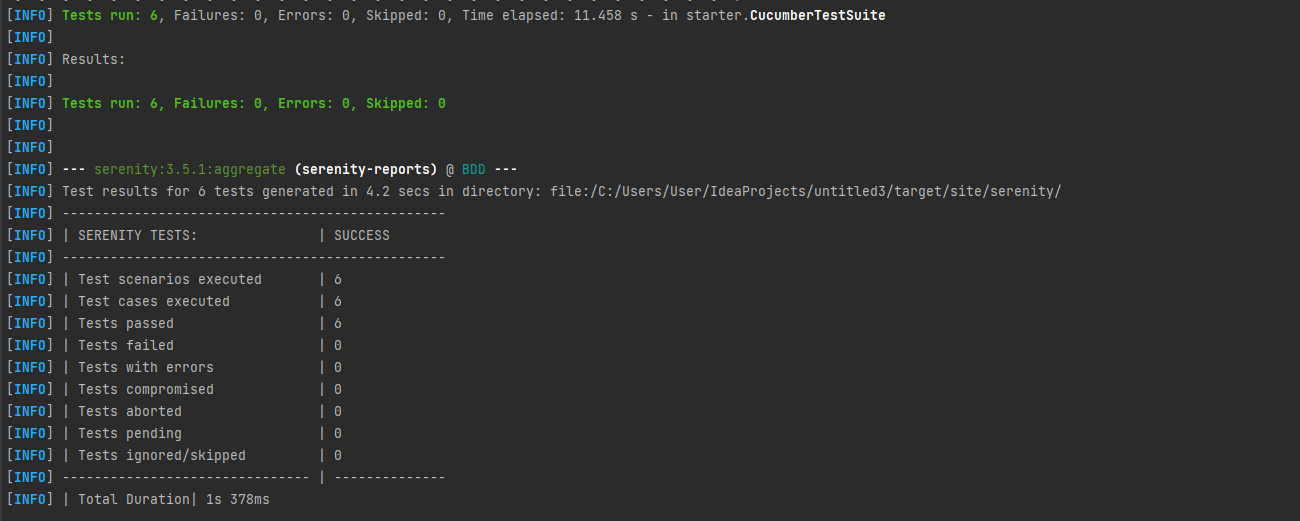 [INFO] Tests run: 6, Failures: 0, Errors: 0, Skipped: 0, Time elapsed: 11.458 s - in starter.CucumberTestSuite
[INFO]
[INFO] Results:
[INFO]
[INFO] Tests run: 6, Failures: 0, Errors: 0, Skipped: 0
[INFO]
[INFO]
[INFO] --- serenity:3.5.1:aggregate (serenity-reports) @ BDD ---
[INFO] Test results for 6 tests generated in 4.2 secs in directory: file:/C:/Users/User/IdeaProjects/untitled3/target/site/serenity/
[INFO] ------------------------------------------------
[INFO] | SERENITY TESTS:               | SUCCESS
[INFO] ------------------------------------------------
[INFO] | Test scenarios executed       | 6
[INFO] | Test cases executed           | 6
[INFO] | Tests passed                  | 6
[INFO] | Tests failed                  | 0
[INFO] | Tests with errors             | 0
[INFO] | Tests compromised             | 0
[INFO] | Tests aborted                 | 0
[INFO] | Tests pending                 | 0
[INFO] | Tests ignored/skipped         | 0
[INFO] ------------------------------- | --------------
[INFO] | Total Duration| 1s 378ms